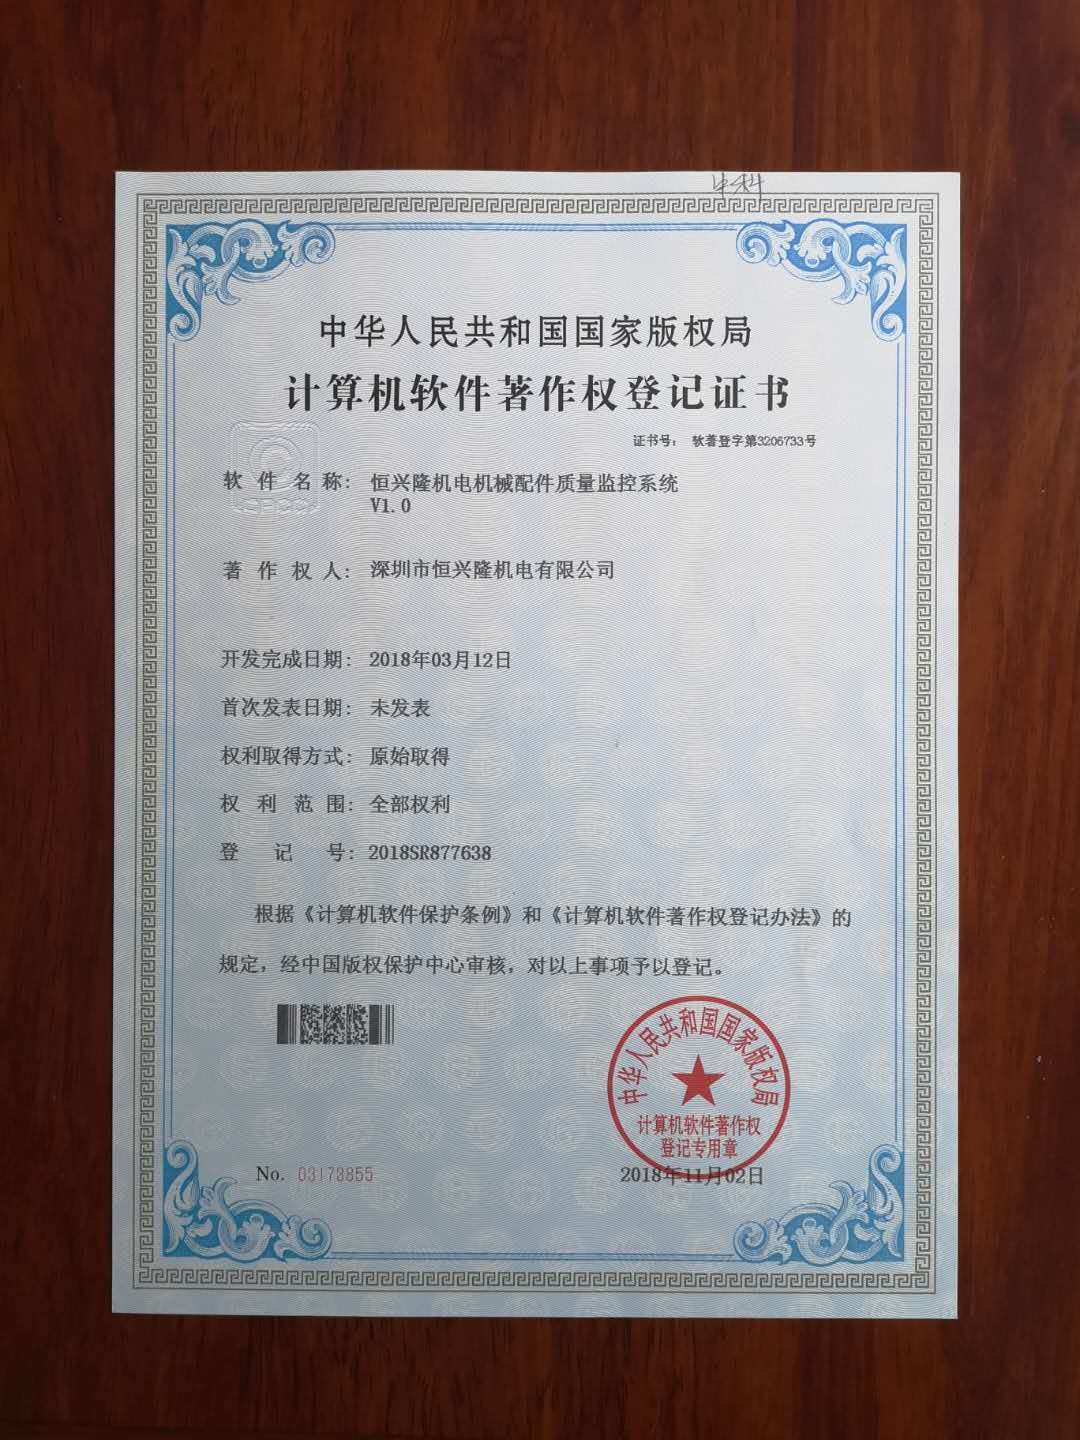 中科
中华人民共和国国家版权局
计算机软件著作权登记证书
证书号： 软著登字第3206733号
软件名称： 恒兴隆机电机械配件质量监控系统
V1.0
著作权人： 深圳市恒兴隆机电有限公司
开发完成日期： 2018年03月12日
首次发表日期： 未发表
权利取得方式： 原始取得
权利范围： 全部权利
登记号： 2018SR877638
根据《计算机软件保护条例》和《计算机软件著作权登记办法》的
规定，经中国版权保护中心审核，对以上事项予以登记。
中华人民共和国国家版权局
计算机软件著作权
登记专用章
No. 03173855
2018年11月02日